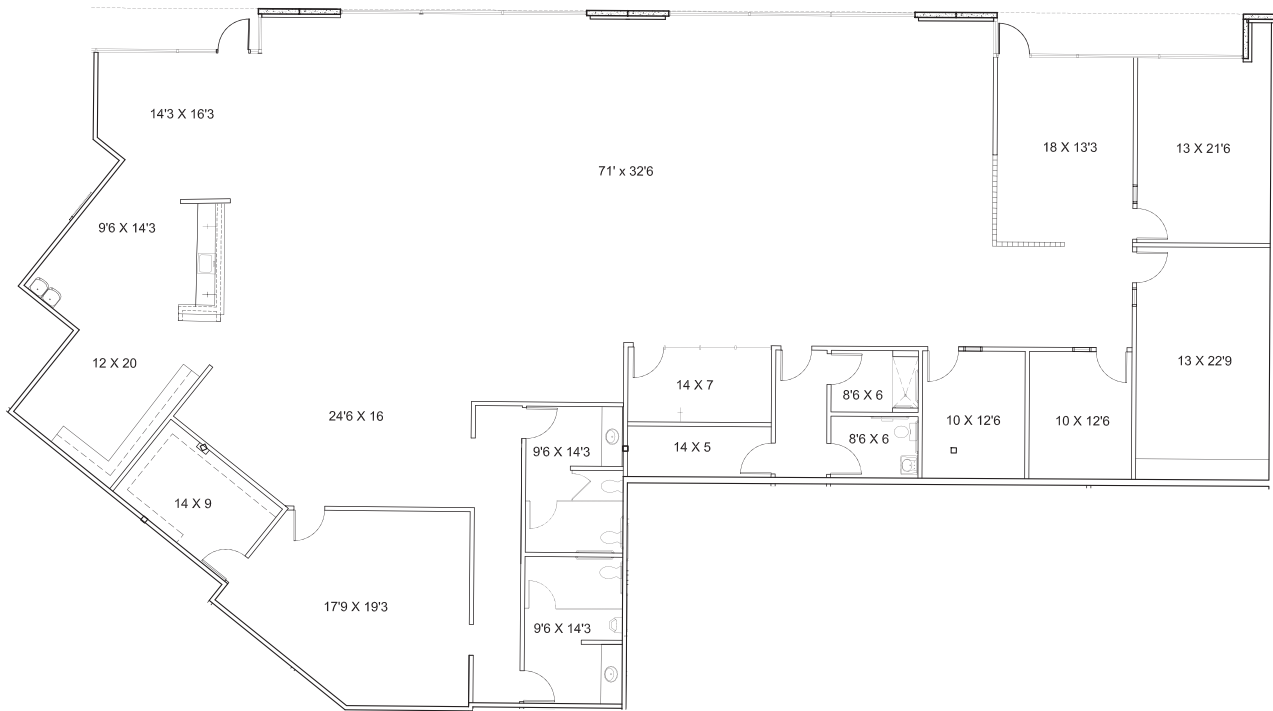 14'3 X 16'3
18 X 13'3
13 X 21'6
71' x 32'6
9'6 X 14'3
12 X 20
13 X 22'9
14 X 7
8'6 X 6
24'6 X 16
10 X 12'6
10 X 12'6
8'6 X 6
14 X 5
9'6 X 14'3
14 X 9
17'9 X 19'3
9'6 X 14'3